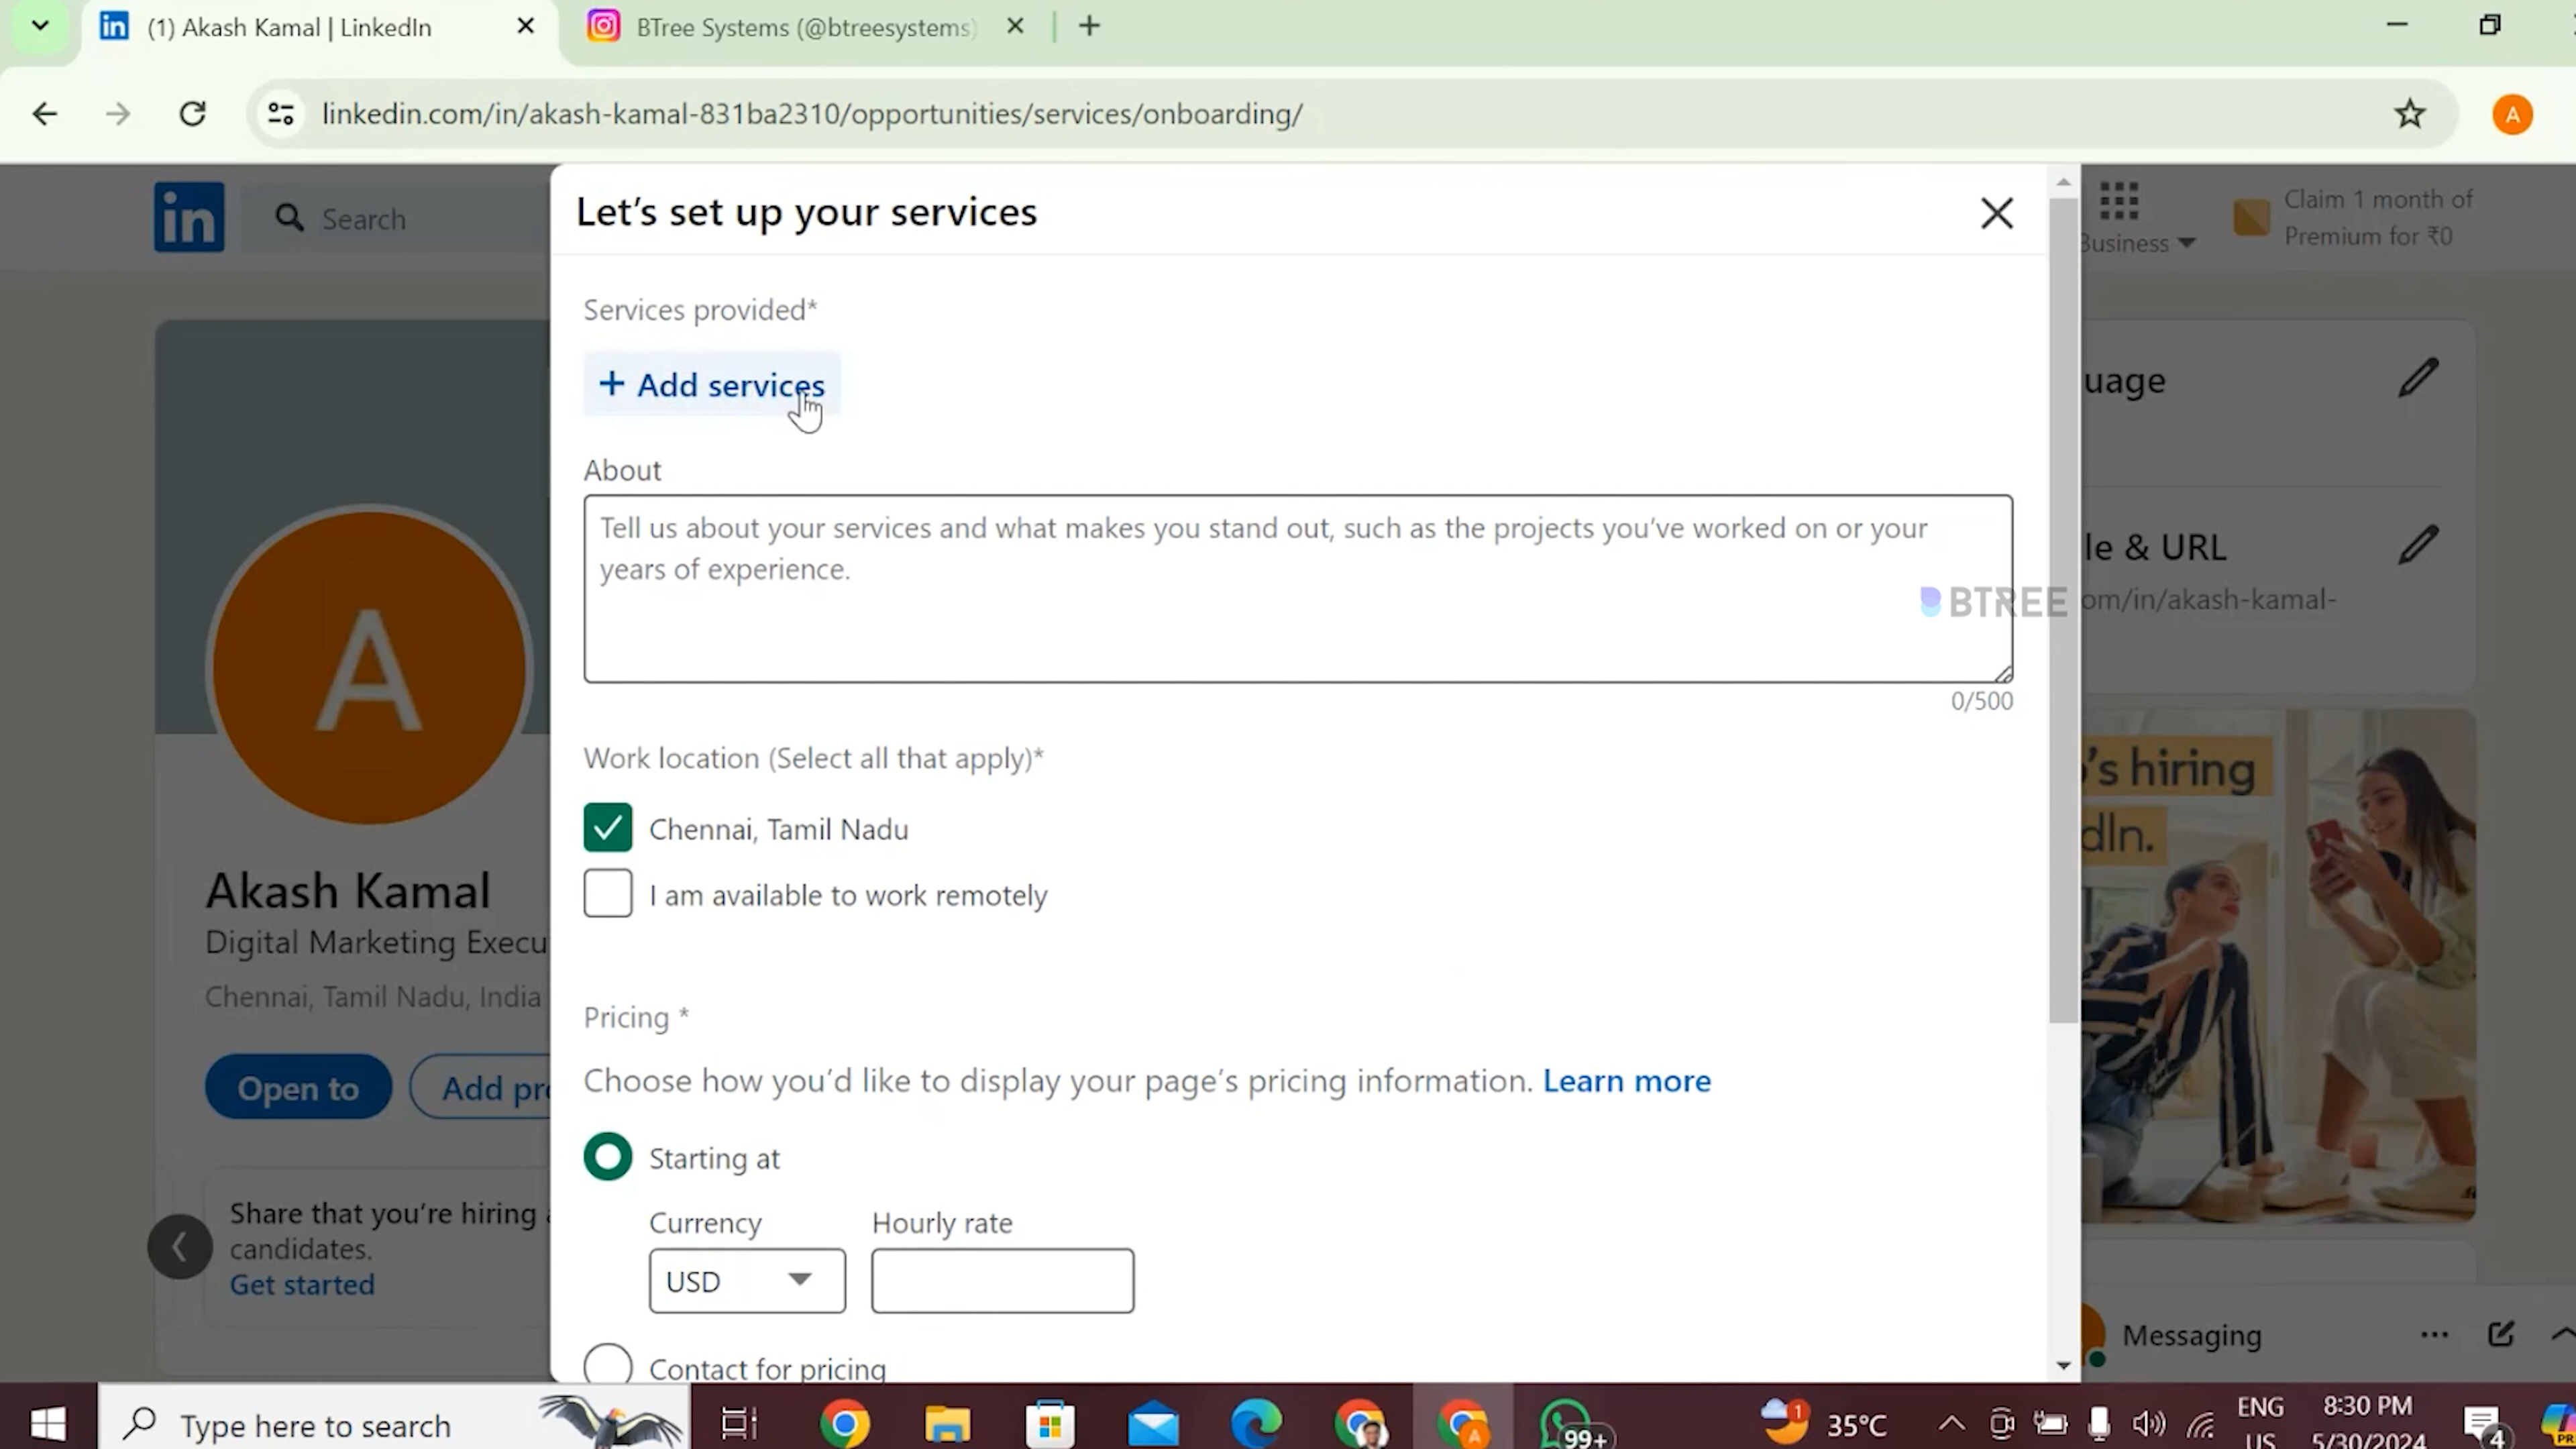 (1) Akash Kamal | LinkedIn
BTree Systems (@btreesystems)
linkedin.com/in/akash-kamal-831ba2310/opportunities/services/onboarding/
A
in
Search
Let's set up your services
Business
Claim 1 month of
Premium for ₹0
Services provided*
+ Add services
uage
About
Tell us about your services and what makes you stand out, such as the projects you've worked on or your
years of experience.
le & URL
om/in/akash-kamal-
BTREE
0/500
Work location (Select all that apply)*
Chennai, Tamil Nadu
I am available to work remotely
's hiring
dIn.
A
Akash Kamal
Digital Marketing Execu
Chennai, Tamil Nadu, India
Open to
Add pro
Pricing *
Choose how you'd like to display your page's pricing information. Learn more
Starting at
Currency
Hourly rate
USD
Contact for pricing
Share that you're hiring
candidates.
Get started
Messaging
Type here to search
A
99+
1
35°C
ENG
US
8:30 PM
5/30/2024
4